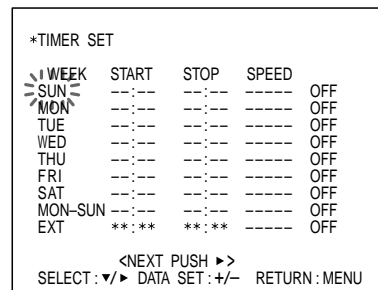 *TIMER SET
WEEK START STOP SPEED
SUN --:-- --:-- ----- OFF
MON --:-- --:-- ----- OFF
TUE --:-- --:-- ----- OFF
WED --:-- --:-- ----- OFF
THU --:-- --:-- ----- OFF
FRI --:-- --:-- ----- OFF
SAT --:-- --:-- ----- OFF
MON–SUN --:-- --:-- ----- OFF
EXT **:** **:** ----- OFF
<NEXT PUSH ►>
SELECT:▼/► DATA SET:+/– RETURN:MENU